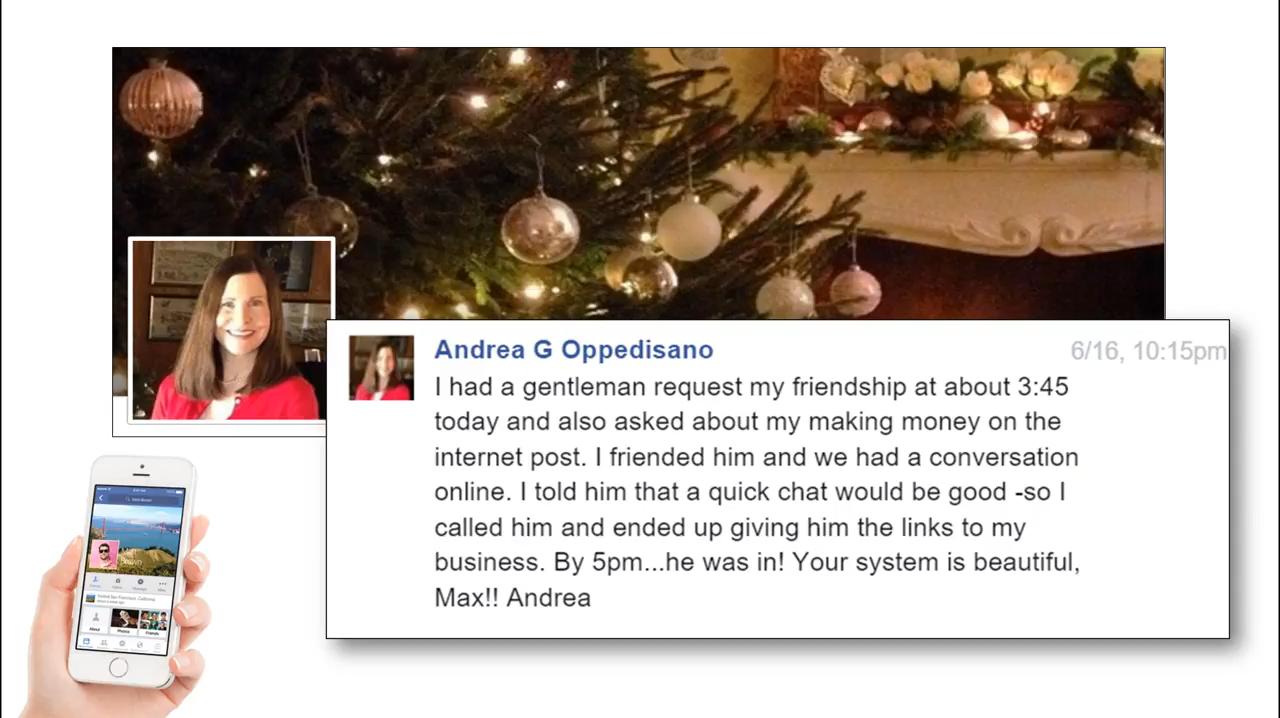 Andrea G Oppedisano
6/16, 10:15pm
I had a gentleman request my friendship at about 3:45
today and also asked about my making money on the
internet post. I friended him and we had a conversation
online. I told him that a quick chat would be good -so I
called him and ended up giving him the links to my
business. By 5pm...he was in! Your system is beautiful,
Max!! Andrea
About
Photos
Friends